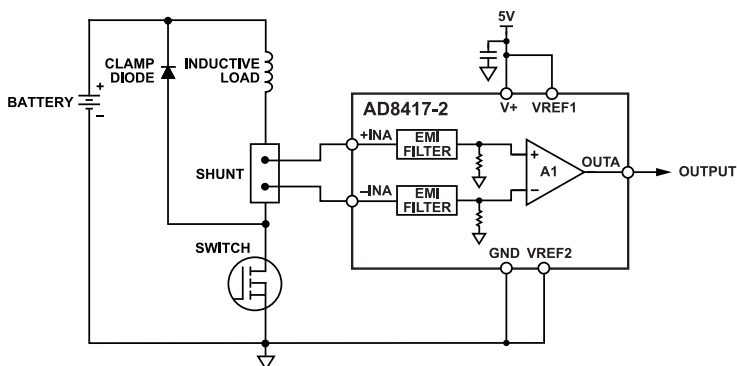 5V
CLAMP
DIODE
INDUCTIVE
LOAD
BATTERY
+
−
AD8417-2
V+
VREF1
+INA
EMI
FILTER
SHUNT
+
A1
−
OUTA
OUTPUT
−INA
EMI
FILTER
SWITCH
GND
VREF2